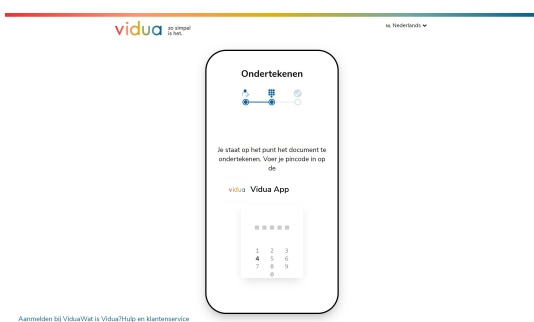 vidua zo simpel
is het.
Nederlands
Ondertekenen
Je staat op het punt het document te
ondertekenen. Voer je pincode in op
de
vidua Vidua App
1 2 3
4 5 6
7 8 9
0
Aanmelden bij Vidua Wat is Vidua? Hulp en klantenservice